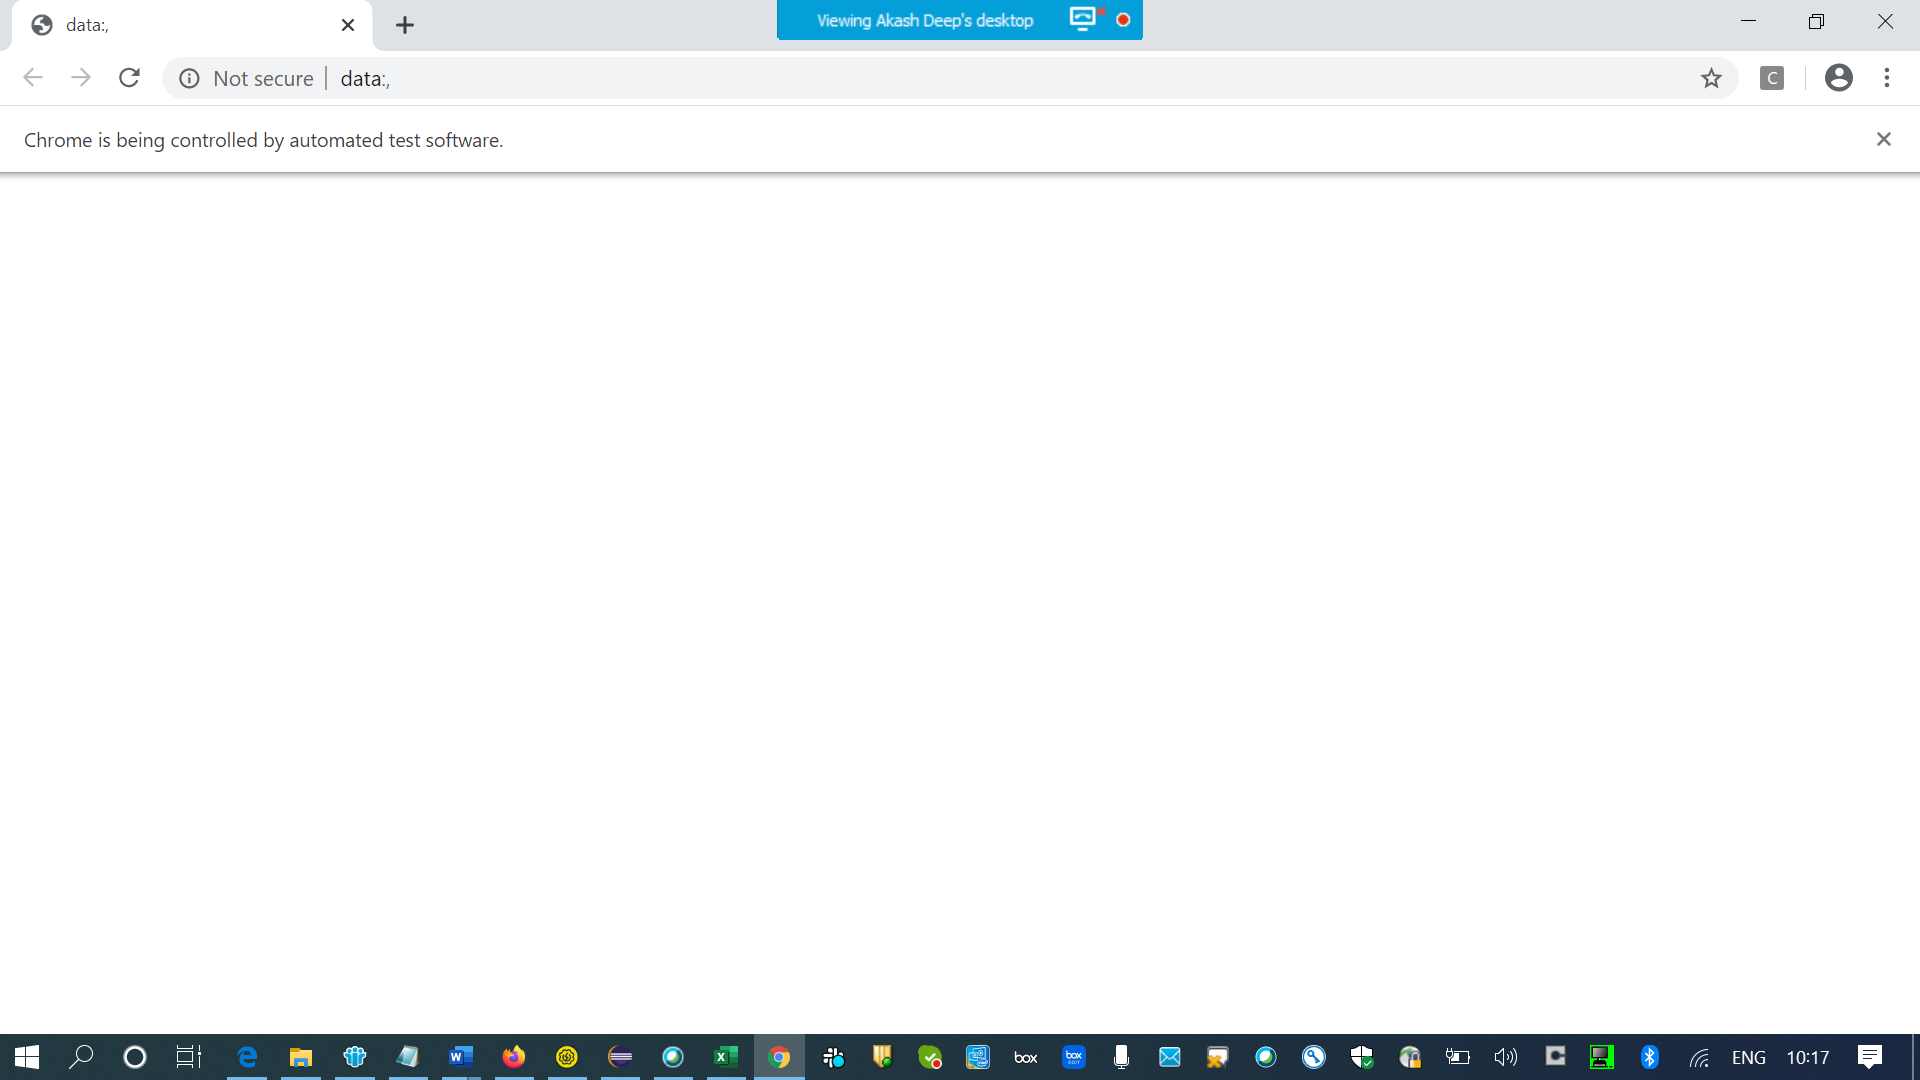 data:,
Viewing Akash Deep's desktop
Not secure
data:,
C
Chrome is being controlled by automated test software.
box
box
ENG
10:17